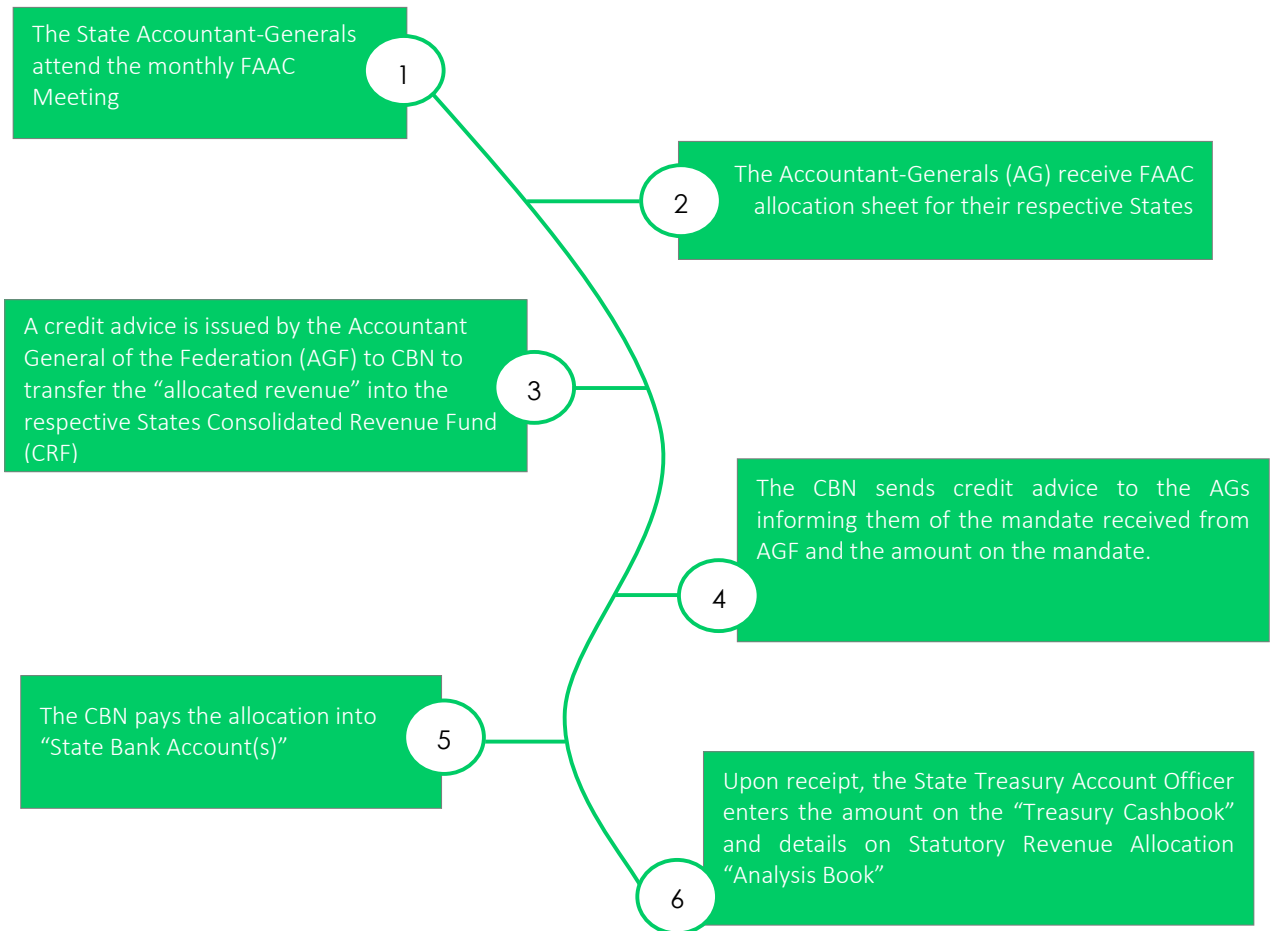 The State Accountant-Generals
attend the monthly FAAC
Meeting
1
2
The Accountant-Generals (AG) receive FAAC
allocation sheet for their respective States
A credit advice is issued by the Accountant
General of the Federation (AGF) to CBN to
transfer the “allocated revenue” into the
respective States Consolidated Revenue Fund
(CRF)
3
4
The CBN sends credit advice to the AGs
informing them of the mandate received from
AGF and the amount on the mandate.
The CBN pays the allocation into
“State Bank Account(s)”
5
6
Upon receipt, the State Treasury Account Officer
enters the amount on the “Treasury Cashbook”
and details on Statutory Revenue Allocation
“Analysis Book”